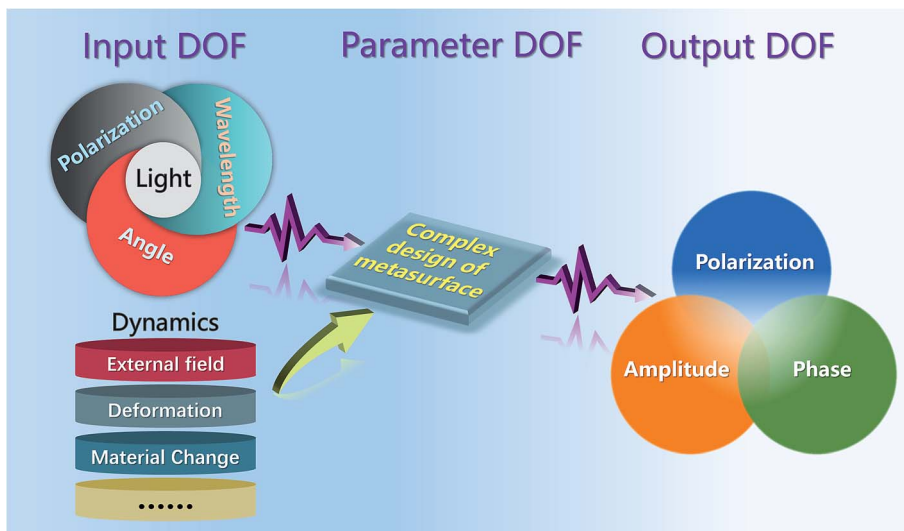 Input DOF
Parameter DOF
Output DOF
Polarization
Wavelength
Light
Angle
Complex
design of
metasurface
Dynamics
External field
Deformation
Material Change
......
Polarization
Amplitude
Phase